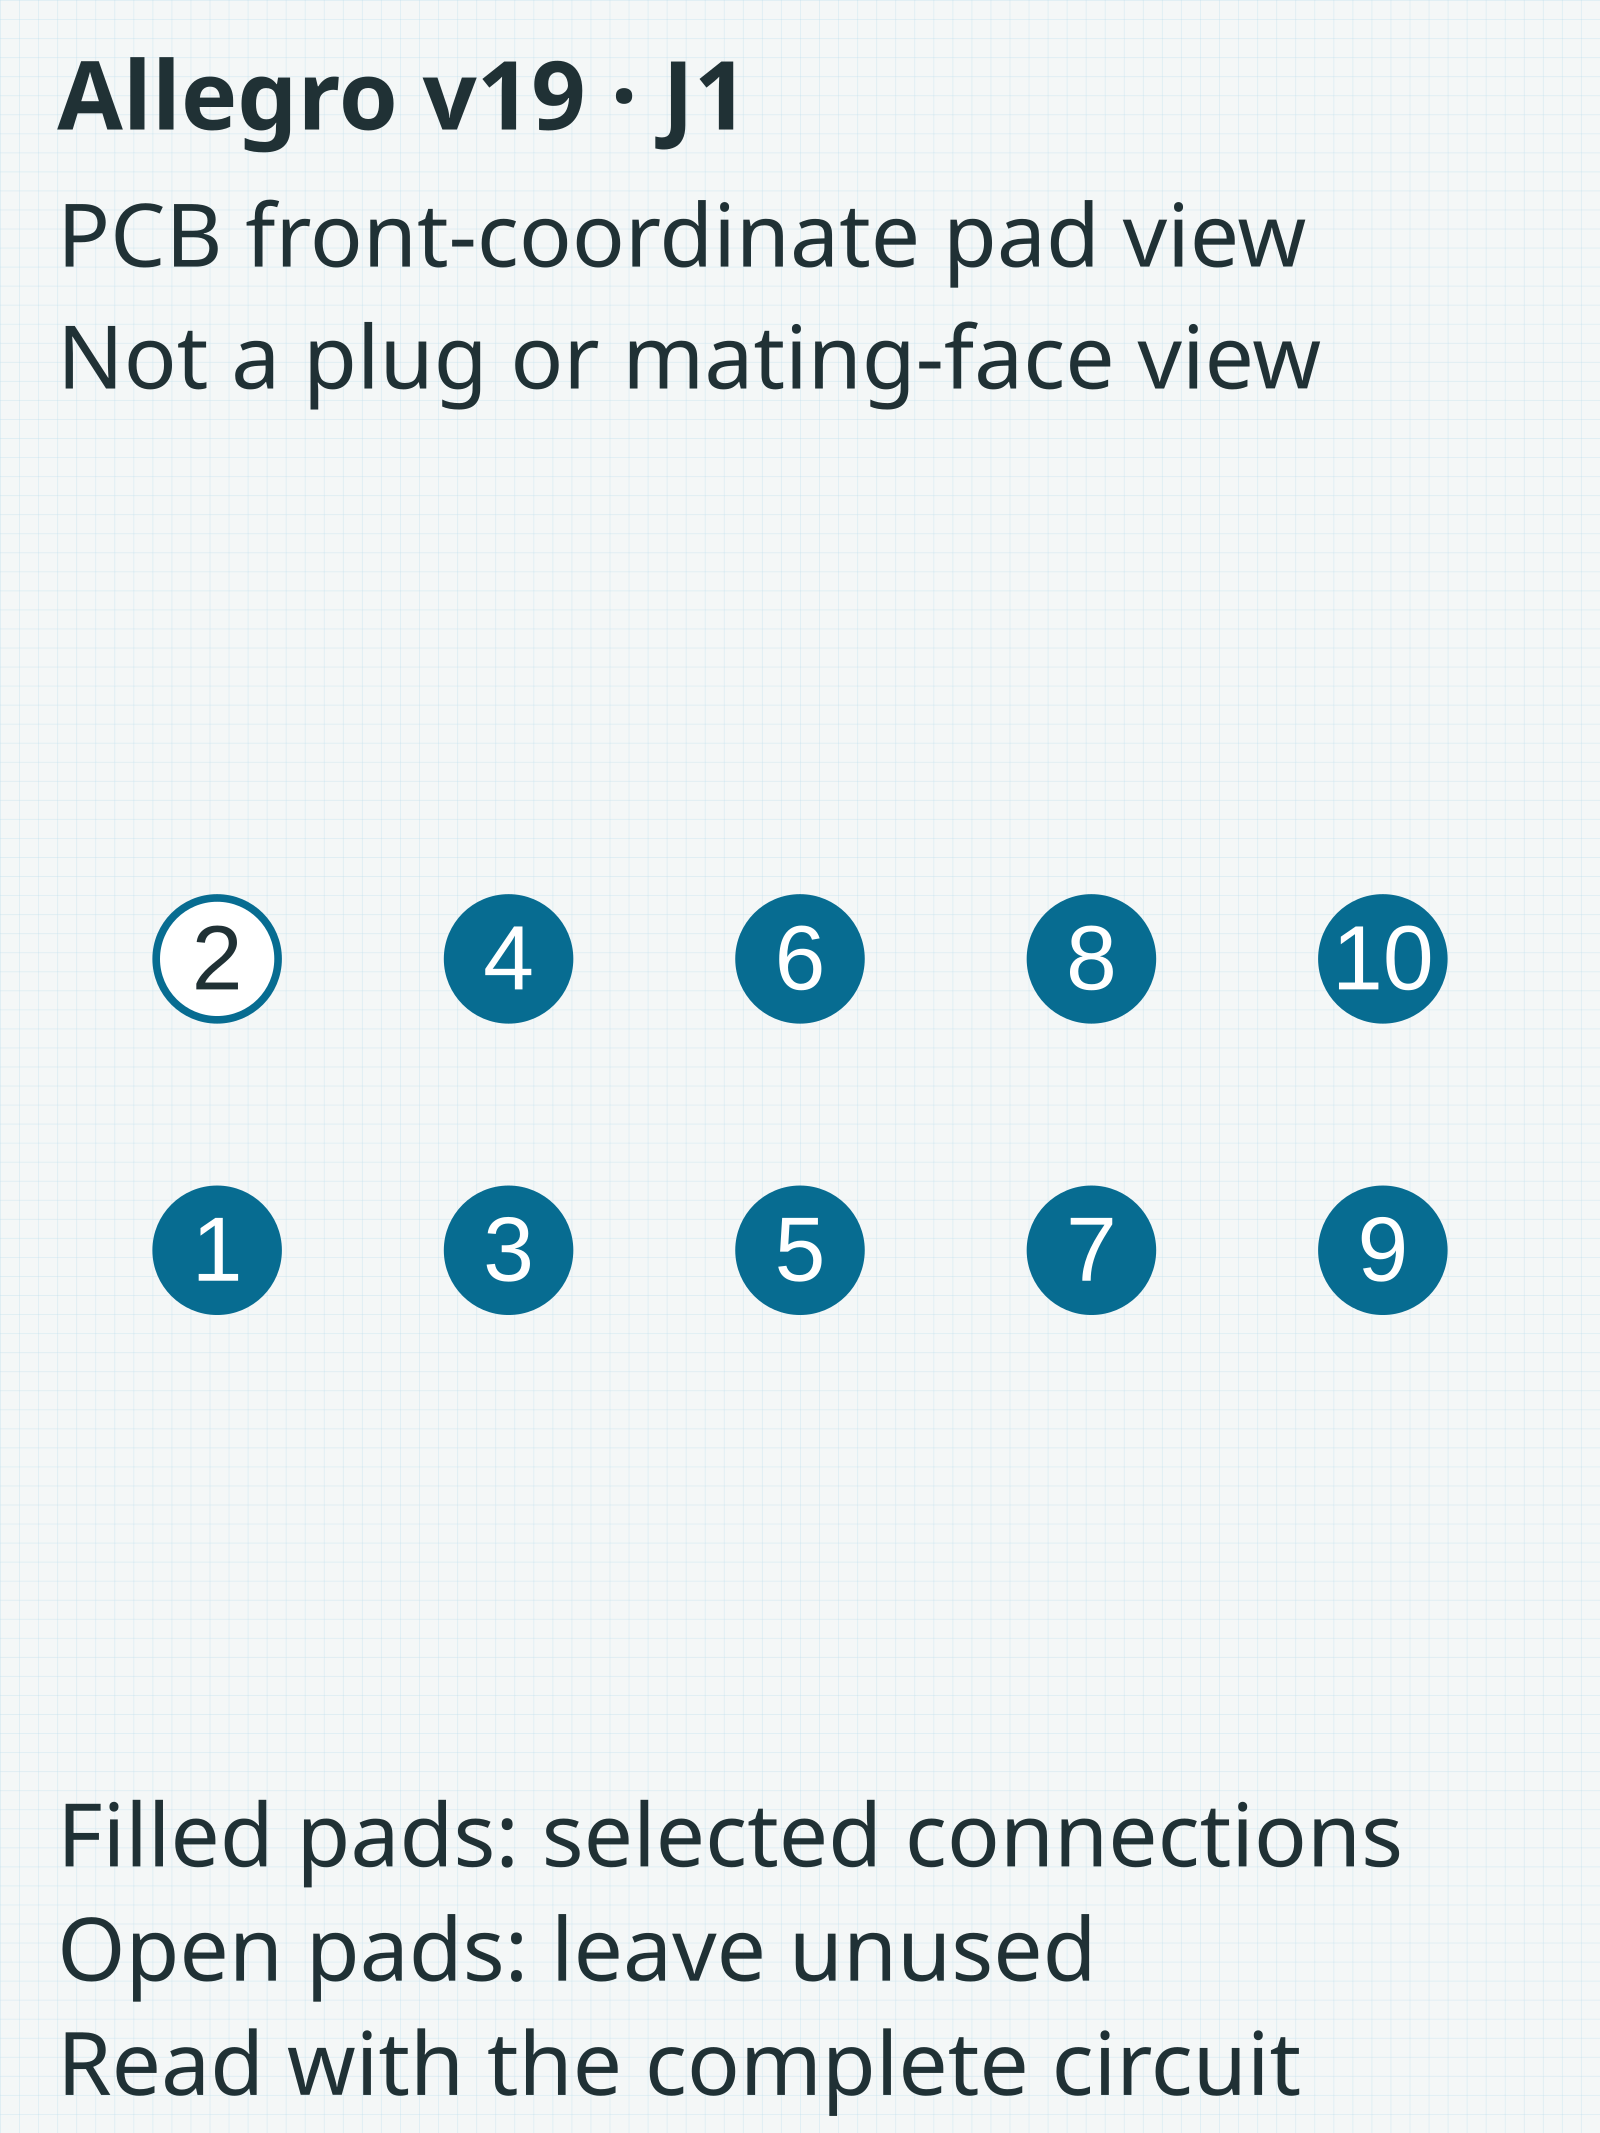 Allegro v19 · J1
PCB front-coordinate pad view
Not a plug or mating-face view
2 4 6 8 10
1 3 5 7 9
Filled pads: selected connections
Open pads: leave unused
Read with the complete circuit